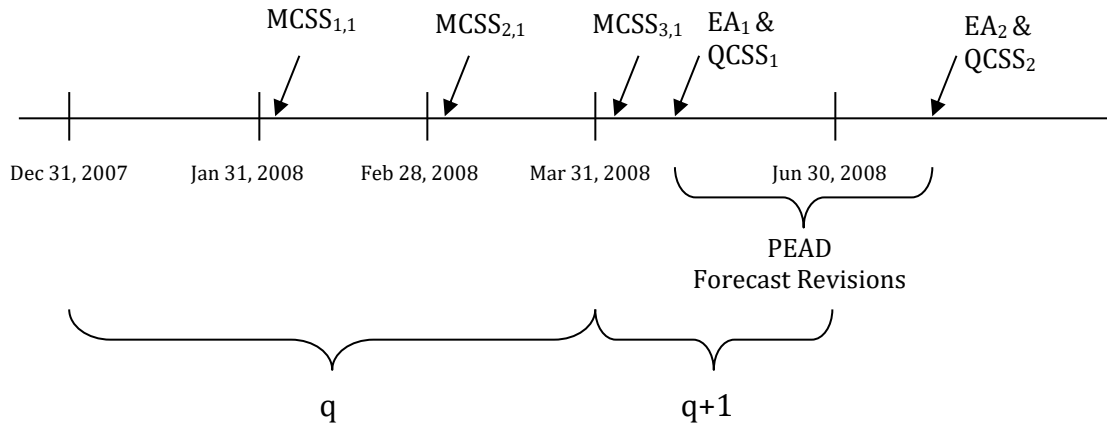 MCSS1,1
MCSS2,1
MCSS3,1
EA1 &
QCSS1
EA2 &
QCSS2
Dec 31, 2007
Jan 31, 2008
Feb 28, 2008
Mar 31, 2008
Jun 30, 2008
PEAD
Forecast Revisions
q
q+1